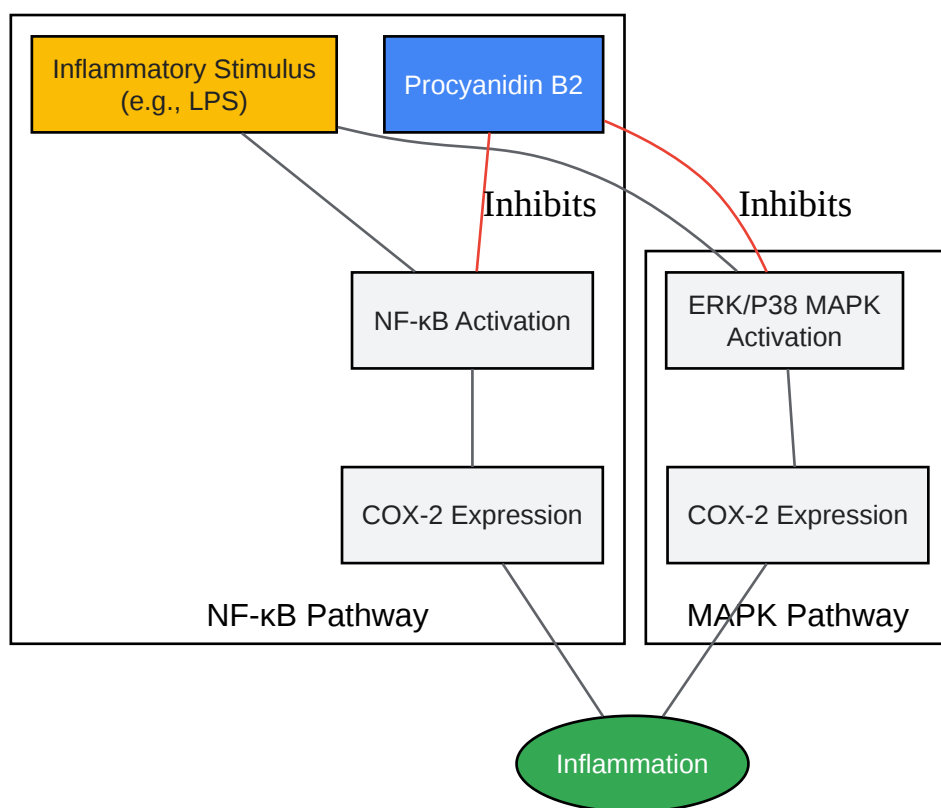 Inflammatory Stimulus
(e.g., LPS)
Procyanidin B2
Inhibits
Inhibits
NF-κB Activation
ERK/P38 MAPK
Activation
COX-2 Expression
COX-2 Expression
NF-κB Pathway
MAPK Pathway
Inflammation